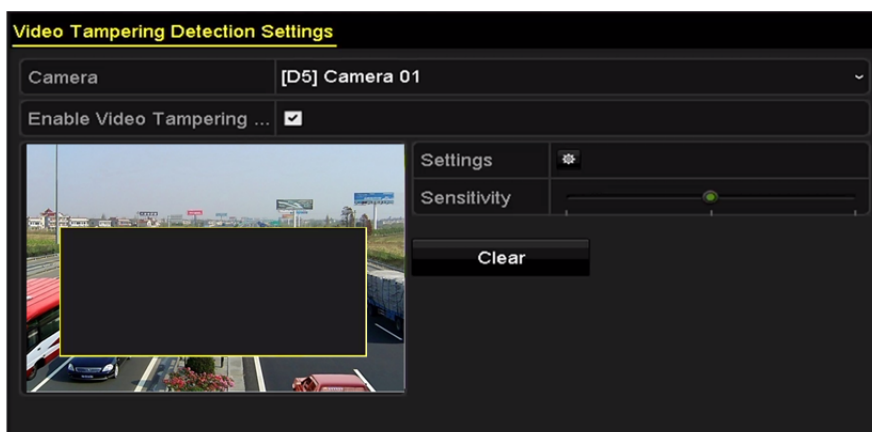 Video Tampering Detection Settings
Camera [D5] Camera 01
Enable Video Tampering ...
Settings
Sensitivity
Clear